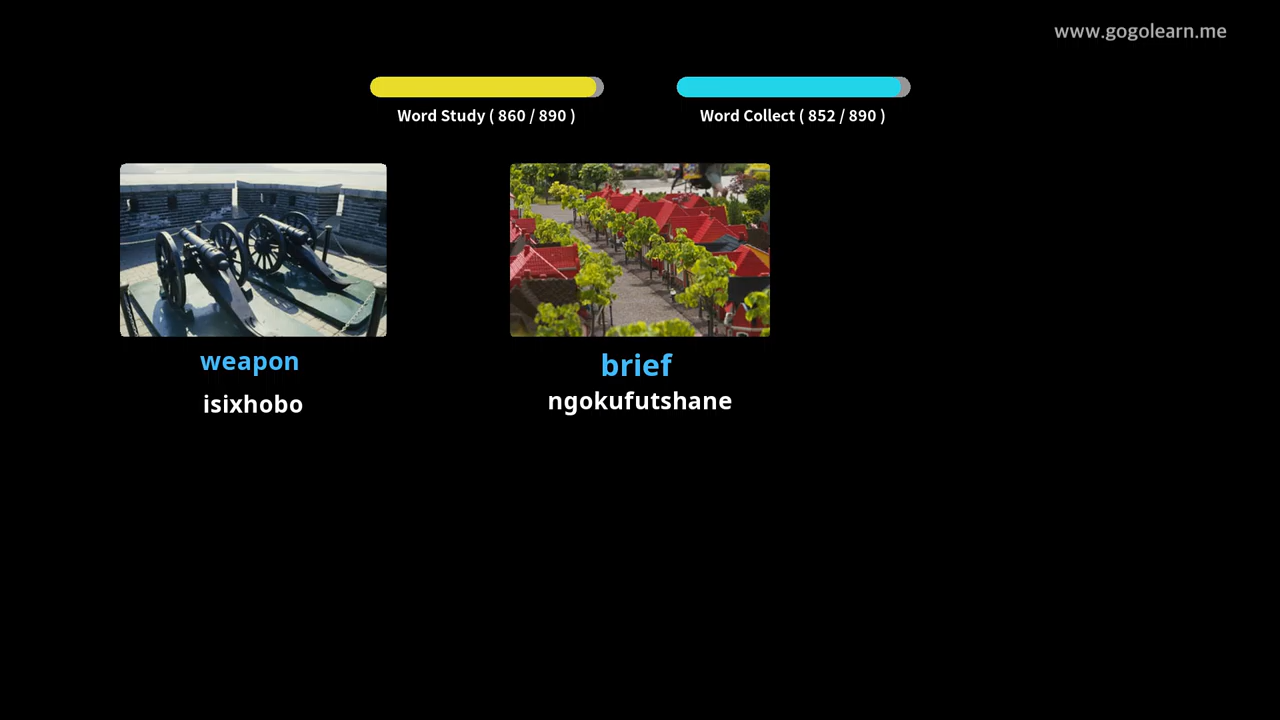 www.gogolearn.me
Word Study ( 860 / 890 )
Word Collect ( 852 / 890 )
weapon
isixhobo
brief
ngokufutshane